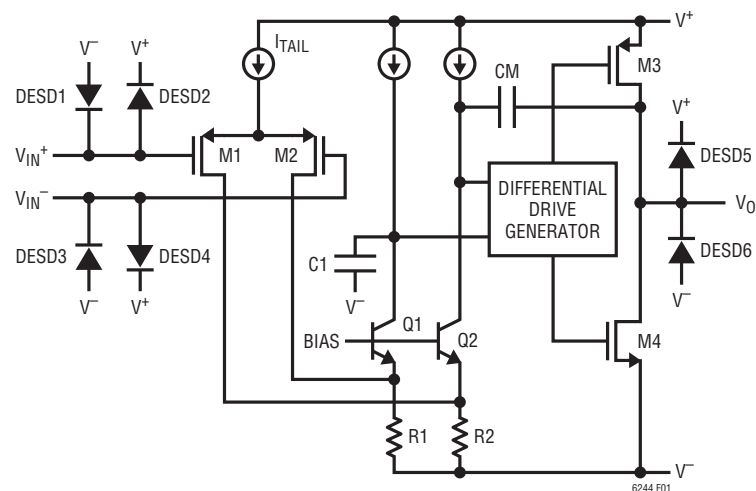 V+
ITAIL
V−
V+
CM
M3
DESD1
DESD2
V+
VIN+
M1
M2
DESD5
VIN−
DIFFERENTIAL
DRIVE
GENERATOR
VO
DESD3
DESD4
C1
DESD6
V−
V+
V−
V−
BIAS
Q1
Q2
M4
R1
R2
V−
6244 F01